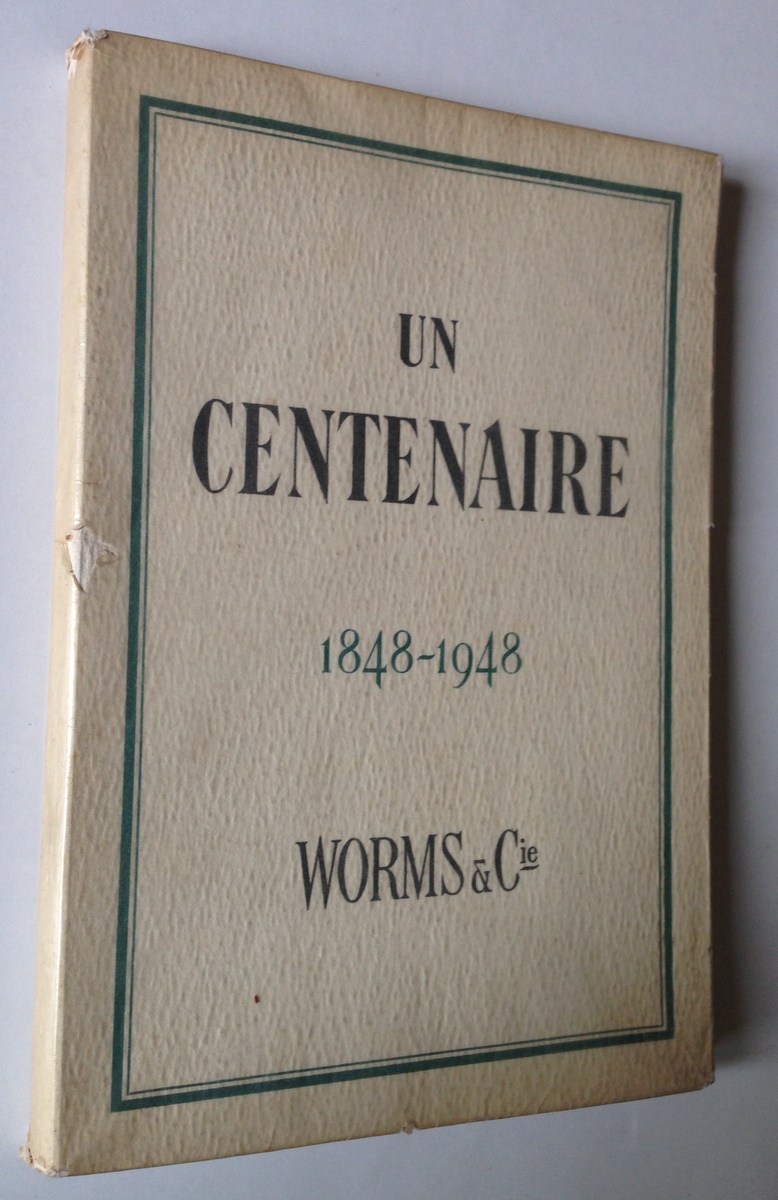 UN
CENTENAIRE
1848-1948
WORMS & Cie